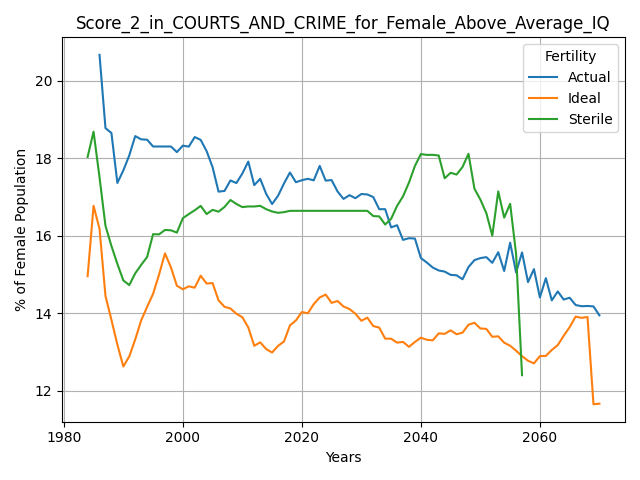 Score_2_in_COURTS_AND_CRIME_for_Female_Above_Average_IQ
Fertility
Actual
Ideal
Sterile
% of Female Population
20
18
16
14
12
1980
2000
2020
2040
2060
Years